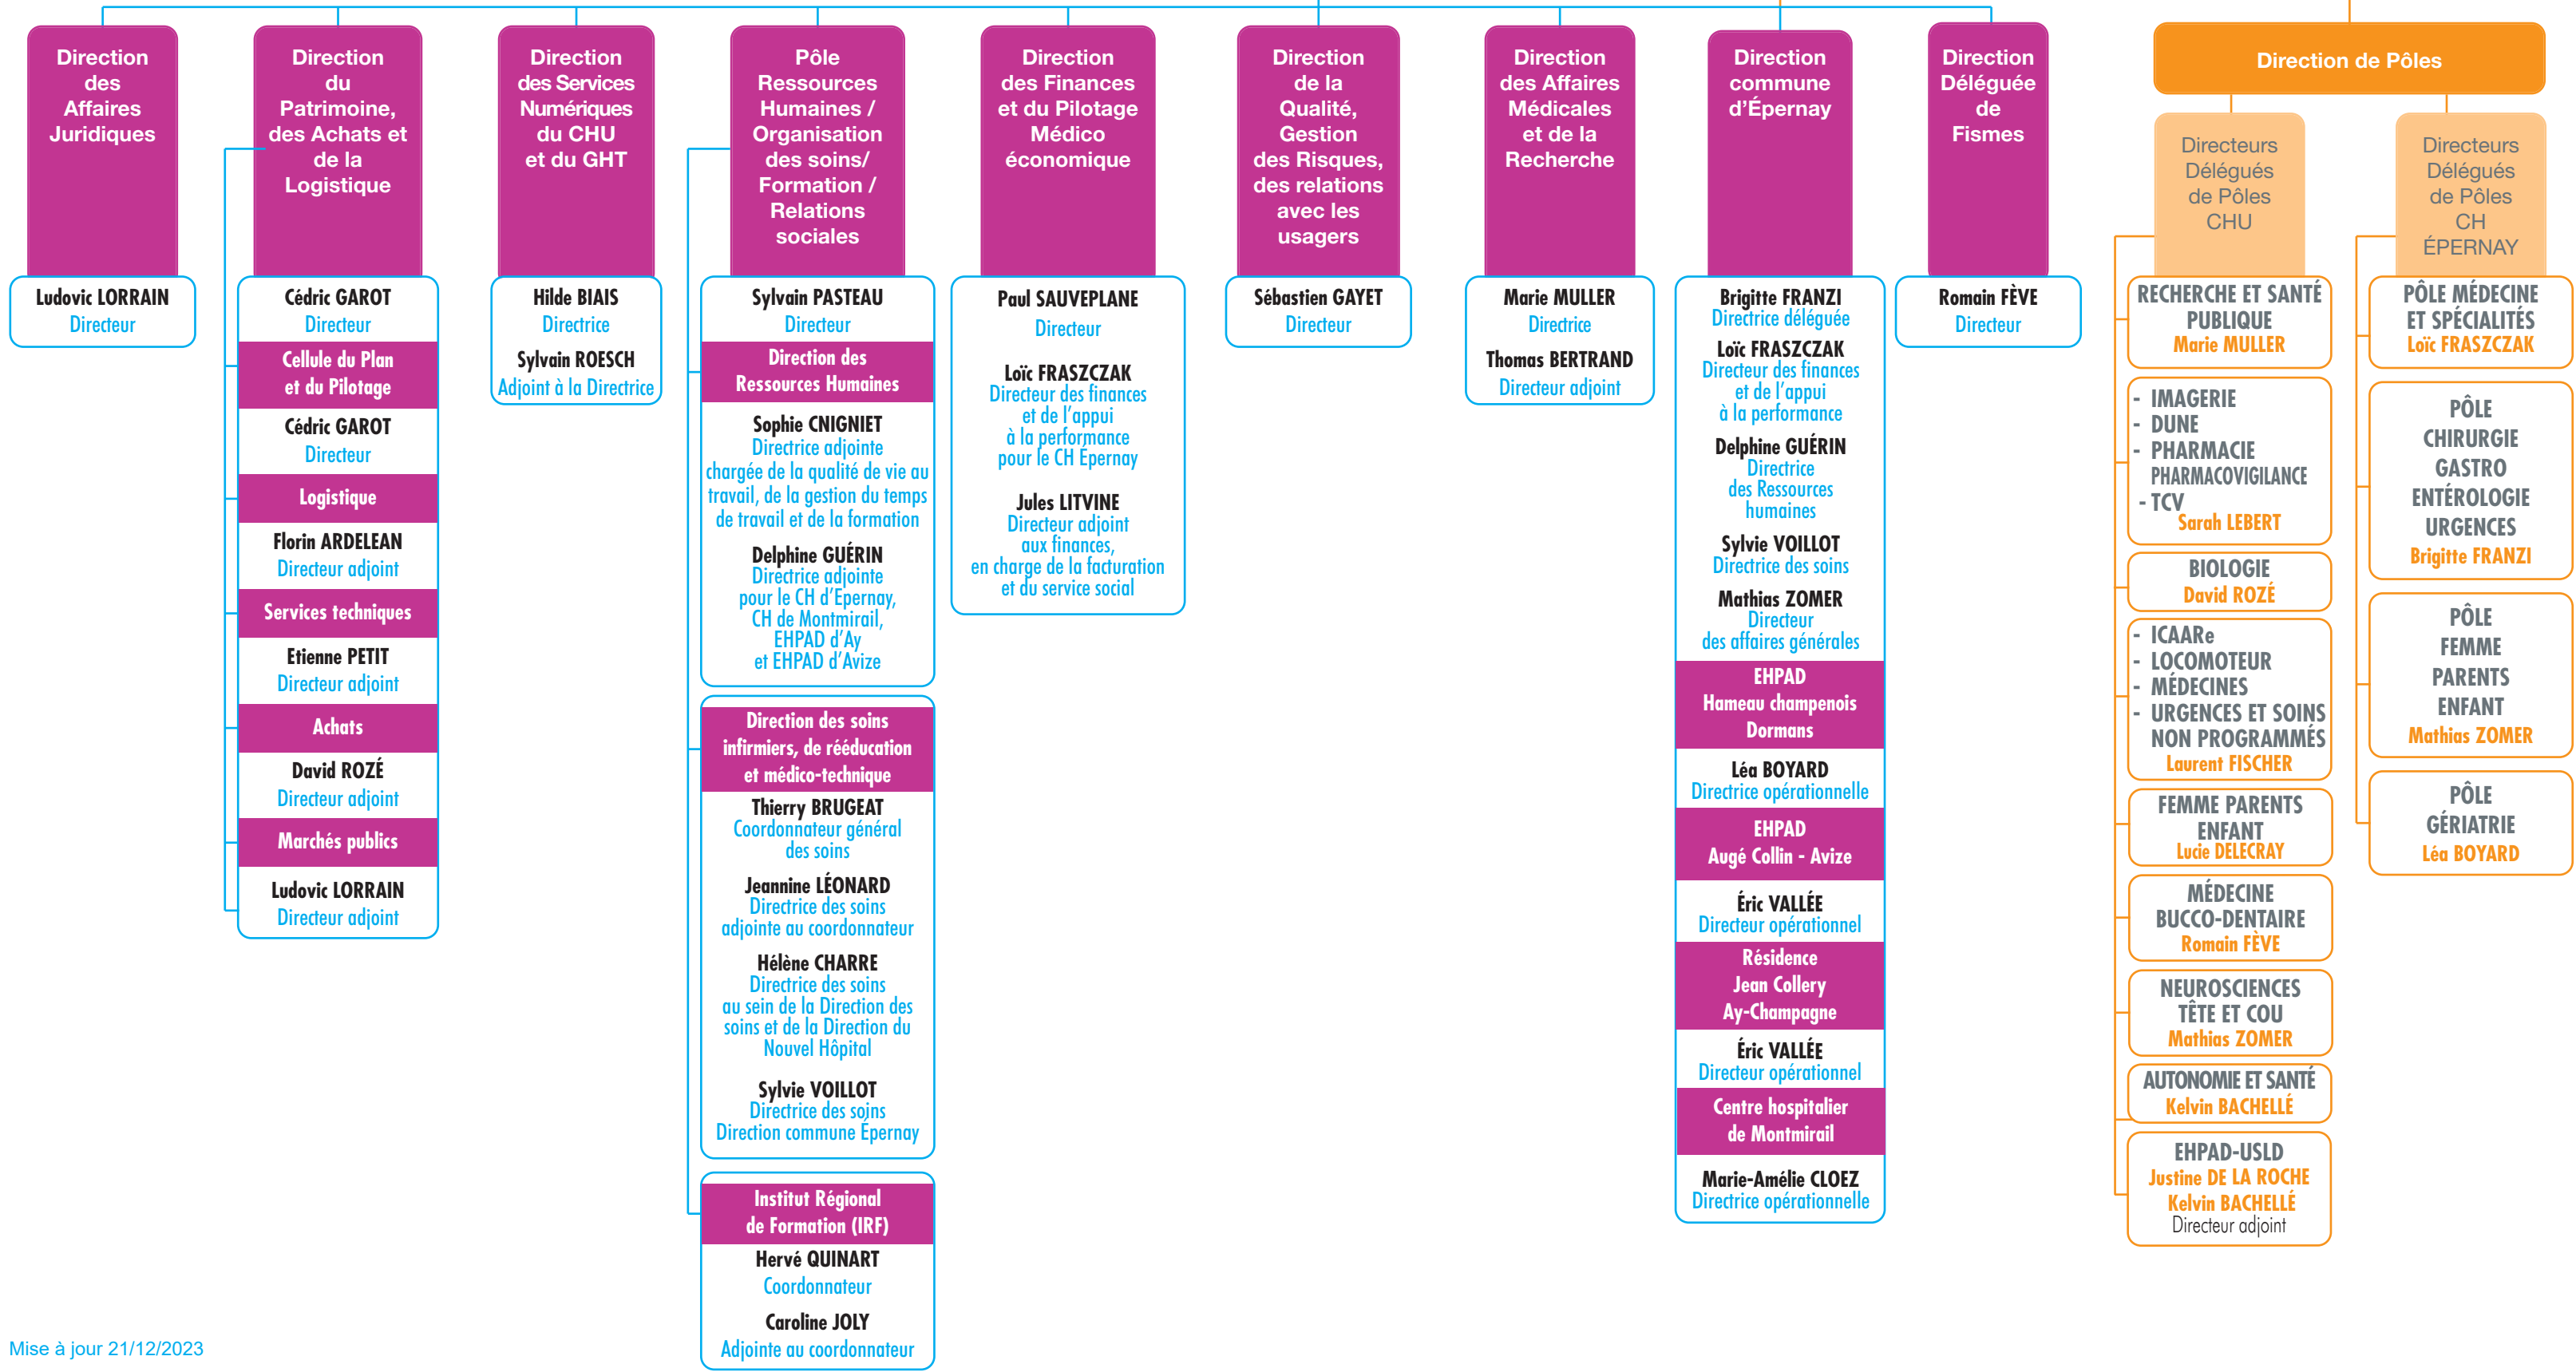 Direction
des
Affaires
Juridiques
Ludovic LORRAIN
Directeur
Direction
du
Patrimoine,
des Achats et
de la
Logistique
Cédric GAROT
Directeur
Cellule du Plan
et du Pilotage
Cédric GAROT
Directeur
Logistique
Florin ARDELEAN
Directeur adjoint
Services techniques
Etienne PETIT
Directeur adjoint
Achats
David ROZÉ
Directeur adjoint
Marchés publics
Ludovic LORRAIN
Directeur adjoint
Direction
des Services
Numériques
du CHU
et du GHT
Hilde BIAIS
Directrice
Sylvain ROESCH
Adjoint à la Directrice
Pôle
Ressources
Humaines /
Organisation
des soins/
Formation /
Relations
sociales
Sylvain PASTEAU
Directeur
Direction des
Ressources Humaines
Sophie CNIGNIET
Directrice adjointe
chargée de la qualité de vie au
travail, de la gestion du temps
de travail et de la formation
Delphine GUÉRIN
Directrice adjointe
pour le CH d'Epernay,
CH de Montmirail,
EHPAD d'Ay
et EHPAD d'Avize
Direction des soins
infirmiers, de rééducation
et médico-technique
Thierry BRUGEAT
Coordonnateur général
des soins
Jeannine LÉONARD
Directrice des soins
adjointe au coordonnateur
Hélène CHARRE
Directrice des soins
au sein de la Direction des
soins et de la Direction du
Nouvel Hôpital
Sylvie VOILLOT
Directrice des soins
Direction commune Épernay
Institut Régional
de Formation (IRF)
Hervé QUINART
Coordonnateur
Caroline JOLY
Adjointe au coordonnateur
Direction
des Finances
et du Pilotage
Médico
économique
Paul SAUVEPLANE
Directeur
Loïc FRASZCZAK
Directeur des finances
et de l'appui
à la performance
pour le CH Épernay
Jules LITVINE
Directeur adjoint
aux finances,
en charge de la facturation
et du service social
Direction
de la
Qualité,
Gestion
des Risques,
des relations
avec les
usagers
Sébastien GAYET
Directeur
Direction
des Affaires
Médicales
et de la
Recherche
Marie MULLER
Directrice
Thomas BERTRAND
Directeur adjoint
Direction
commune
d'Épernay
Brigitte FRANZI
Directrice déléguée
Loïc FRASZCZAK
Directeur des finances
et de l'appui
à la performance
Delphine GUÉRIN
Directrice
des Ressources
humaines
Sylvie VOILLOT
Directrice des soins
Mathias ZOMER
Directeur
des affaires générales
EHPAD
Hameau champenois
Dormans
Léa BOYARD
Directrice opérationnelle
EHPAD
Augé Collin - Avize
Éric VALLÉE
Directeur opérationnel
Résidence
Jean Collery
Ay-Champagne
Éric VALLÉE
Directeur opérationnel
Centre hospitalier
de Montmirail
Marie-Amélie CLOEZ
Directrice opérationnelle
Direction
Déléguée
de
Fismes
Romain FÈVE
Directeur
Direction de Pôles
Directeurs
Délégués
de Pôles
CHU
RECHERCHE ET SANTÉ
PUBLIQUE
Marie MULLER
- IMAGERIE
- DUNE
- PHARMACIE
PHARMACOVIGILANCE
- TCV
Sarah LEBERT
BIOLOGIE
David ROZÉ
- ICAARe
- LOCOMOTEUR
- MÉDECINES
- URGENCES ET SOINS
NON PROGRAMMÉS
Laurent FISCHER
FEMME PARENTS
ENFANT
Lucie DELECRAY
MÉDECINE
BUCCO-DENTAIRE
Romain FÈVE
NEUROSCIENCES
TÊTE ET COU
Mathias ZOMER
AUTONOMIE ET SANTÉ
Kelvin BACHELLÉ
EHPAD-USLD
Justine DE LA ROCHE
Kelvin BACHELLÉ
Directeur adjoint
Directeurs
Délégués
de Pôles
CH
ÉPERNAY
PÔLE MÉDECINE
ET SPÉCIALITÉS
Loïc FRASZCZAK
PÔLE
CHIRURGIE
GASTRO
ENTÉROLOGIE
URGENCES
Brigitte FRANZI
PÔLE
FEMME
PARENTS
ENFANT
Mathias ZOMER
PÔLE
GÉRIATRIE
Léa BOYARD
Mise à jour 21/12/2023